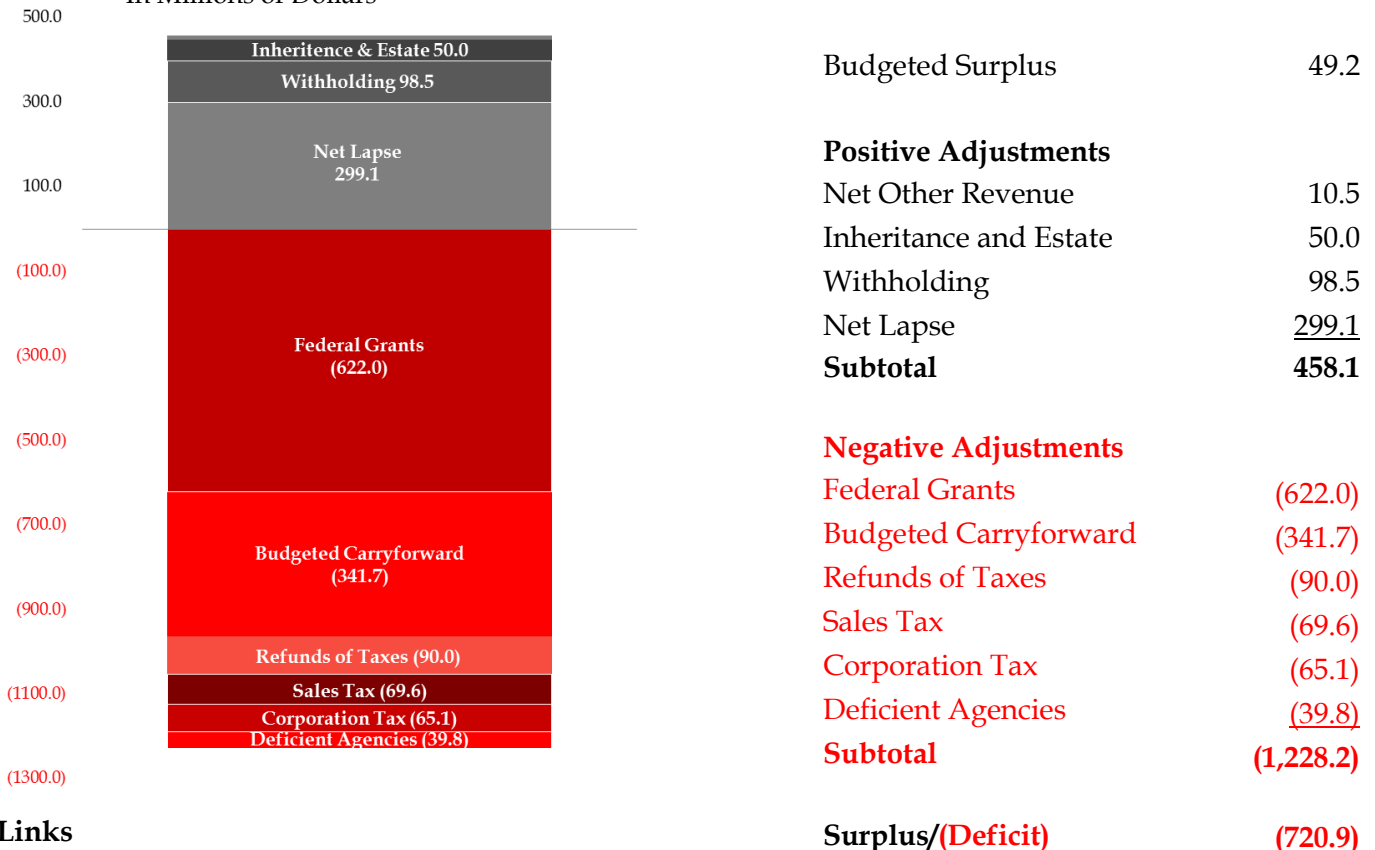 In Millions of Dollars
500.0
300.0
100.0
(100.0)
(300.0)
(500.0)
(700.0)
(900.0)
(1100.0)
(1300.0)
Inheritence & Estate 50.0
Withholding 98.5
Net Lapse
299.1
Federal Grants
(622.0)
Budgeted Carryforward
(341.7)
Refunds of Taxes (90.0)
Sales Tax (69.6)
Corporation Tax (65.1)
Deficient Agencies (39.8)
Links
Budgeted Surplus 49.2
Positive Adjustments
Net Other Revenue 10.5
Inheritance and Estate 50.0
Withholding 98.5
Net Lapse 299.1
Subtotal 458.1
Negative Adjustments
Federal Grants (622.0)
Budgeted Carryforward (341.7)
Refunds of Taxes (90.0)
Sales Tax (69.6)
Corporation Tax (65.1)
Deficient Agencies (39.8)
Subtotal (1,228.2)
Surplus/(Deficit) (720.9)